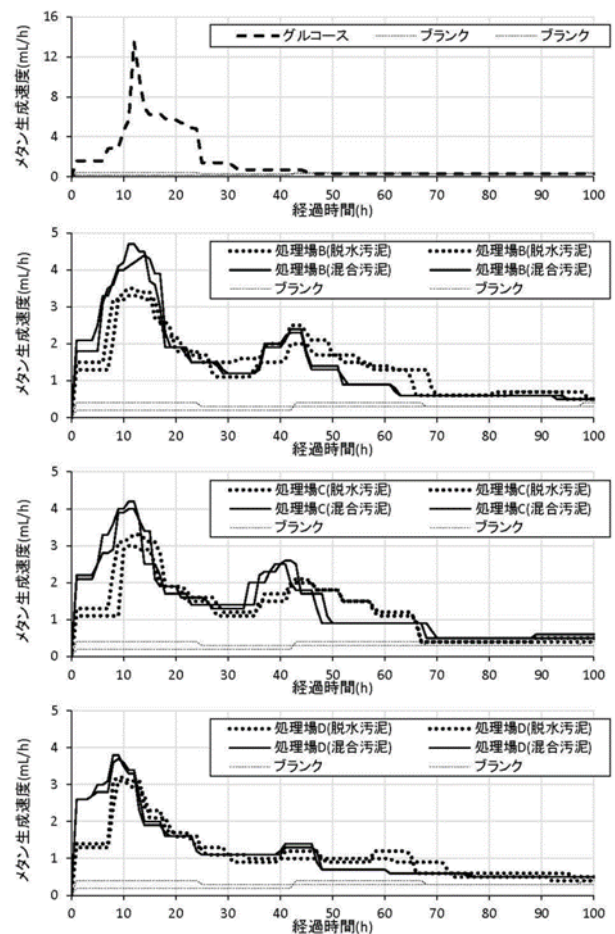 16
12
8
4
0
メタン生成速度(mL/h)
グルコース ブランク ブランク
0 10 20 30 40 50 60 70 80 90 100
経過時間(h)
5
4
3
2
1
0
メタン生成速度(mL/h)
処理場B(脱水汚泥) 処理場B(脱水汚泥)
処理場B(混合汚泥) 処理場B(混合汚泥)
ブランク ブランク
0 10 20 30 40 50 60 70 80 90 100
経過時間(h)
5
4
3
2
1
0
メタン生成速度(mL/h)
処理場C(脱水汚泥) 処理場C(脱水汚泥)
処理場C(混合汚泥) 処理場C(混合汚泥)
ブランク ブランク
0 10 20 30 40 50 60 70 80 90 100
経過時間(h)
5
4
3
2
1
0
メタン生成速度(mL/h)
処理場D(脱水汚泥) 処理場D(脱水汚泥)
処理場D(混合汚泥) 処理場D(混合汚泥)
ブランク ブランク
0 10 20 30 40 50 60 70 80 90 100
経過時間(h)